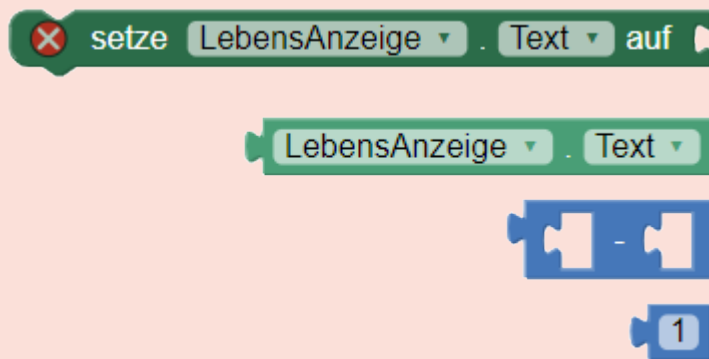 setze LebensAnzeige . Text auf
LebensAnzeige . Text
-
1